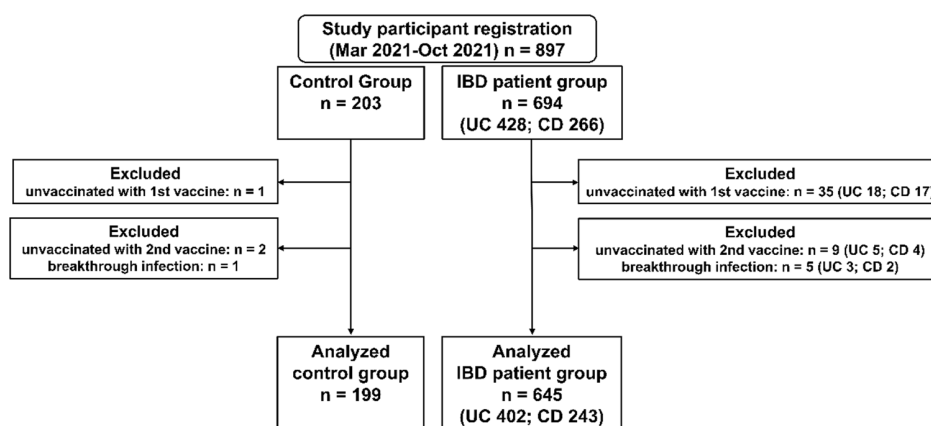 Study participant registration
(Mar 2021-Oct 2021) n = 897
Control Group
n = 203
IBD patient group
n = 694
(UC 428; CD 266)
Excluded
unvaccinated with 1st vaccine: n = 1
Excluded
unvaccinated with 1st vaccine: n = 35 (UC 18; CD 17)
Excluded
unvaccinated with 2nd vaccine: n = 2
breakthrough infection: n = 1
Excluded
unvaccinated with 2nd vaccine: n = 9 (UC 5; CD 4)
breakthrough infection: n = 5 (UC 3; CD 2)
Analyzed
control group
n = 199
Analyzed
IBD patient group
n = 645
(UC 402; CD 243)